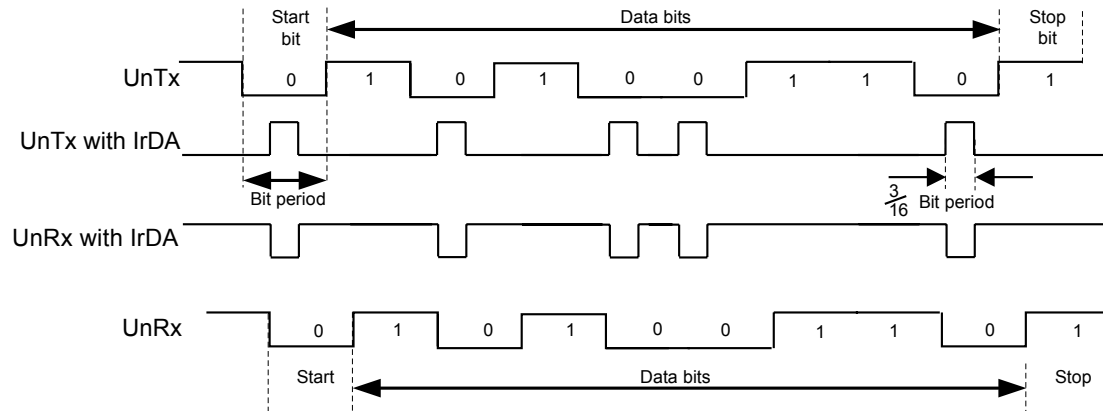 Start
bit
Data bits
Stop
bit
UnTx
0 1 0 1 0 0 1 1 0 1
UnTx with IrDA
Bit period
3
16
Bit period
UnRx with IrDA
UnRx
0 1 0 1 0 0 1 1 0 1
Start
Data bits
Stop